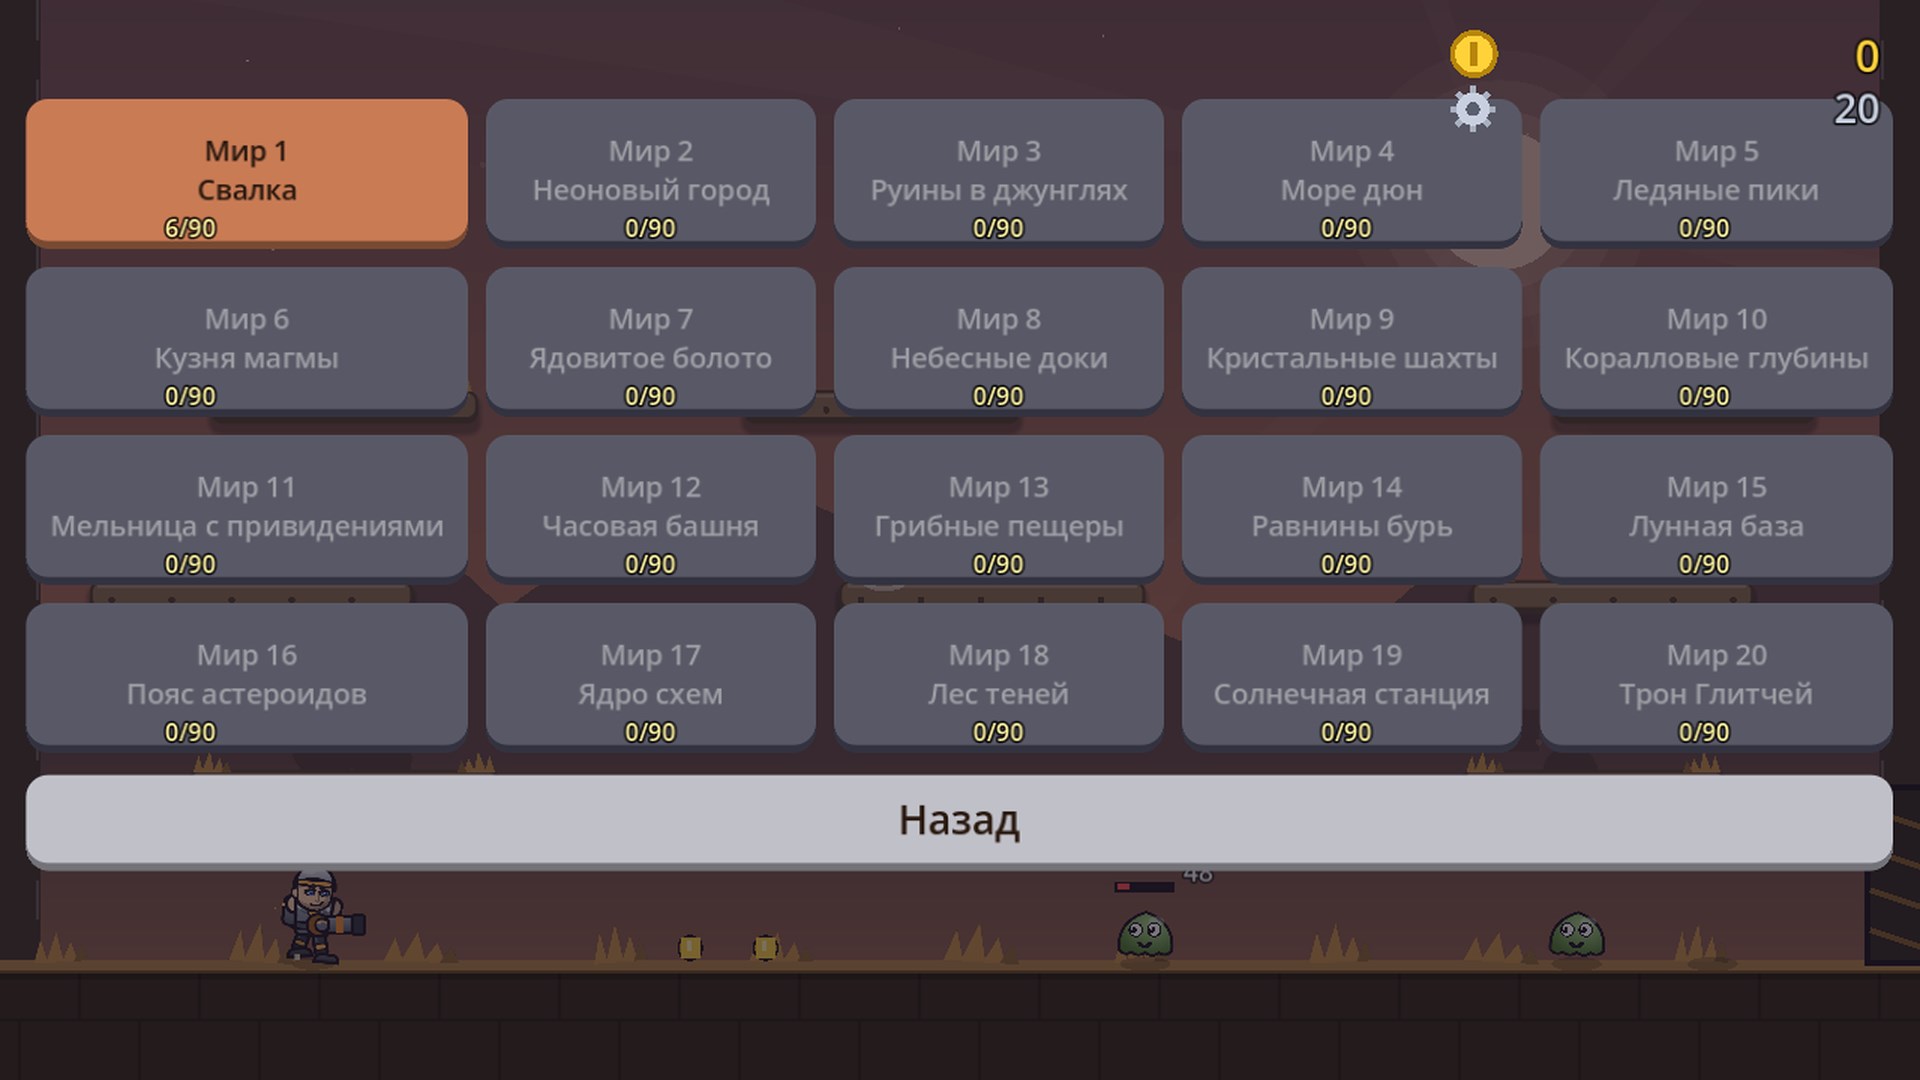 0
20
Мир 1
Свалка
6/90
Мир 2
Неоновый город
0/90
Мир 3
Руины в джунглях
0/90
Мир 4
Море дюн
0/90
Мир 5
Ледяные пики
0/90
Мир 6
Кузня магмы
0/90
Мир 7
Ядовитое болото
0/90
Мир 8
Небесные доки
0/90
Мир 9
Кристальные шахты
0/90
Мир 10
Коралловые глубины
0/90
Мир 11
Мельница с привидениями
0/90
Мир 12
Часовая башня
0/90
Мир 13
Грибные пещеры
0/90
Мир 14
Равнины бурь
0/90
Мир 15
Лунная база
0/90
Мир 16
Пояс астероидов
0/90
Мир 17
Ядро схем
0/90
Мир 18
Лес теней
0/90
Мир 19
Солнечная станция
0/90
Мир 20
Трон Глитчей
0/90
Назад